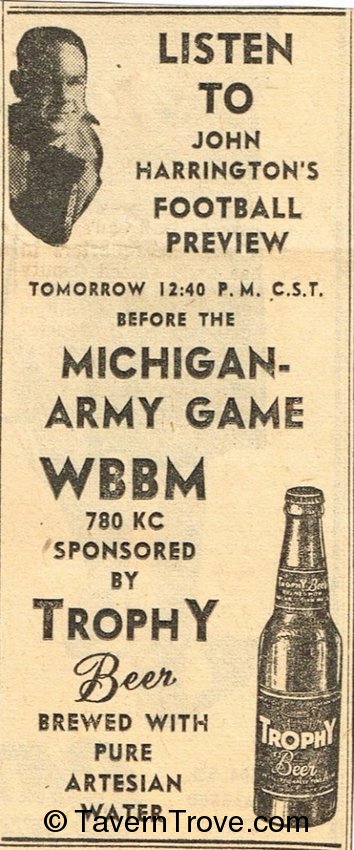 LISTEN
TO
JOHN
HARRINGTON'S
FOOTBALL
PREVIEW
TOMORROW 12:40 P. M. C.S.T.
BEFORE THE
MICHIGAN-
ARMY GAME
WBBM
780 KC
SPONSORED
BY
TROPHY
Beer
BREWED WITH
PURE
ARTESIAN
WATER
TROPHY Beer
TROPHY
Beer
© TavernTrove.com